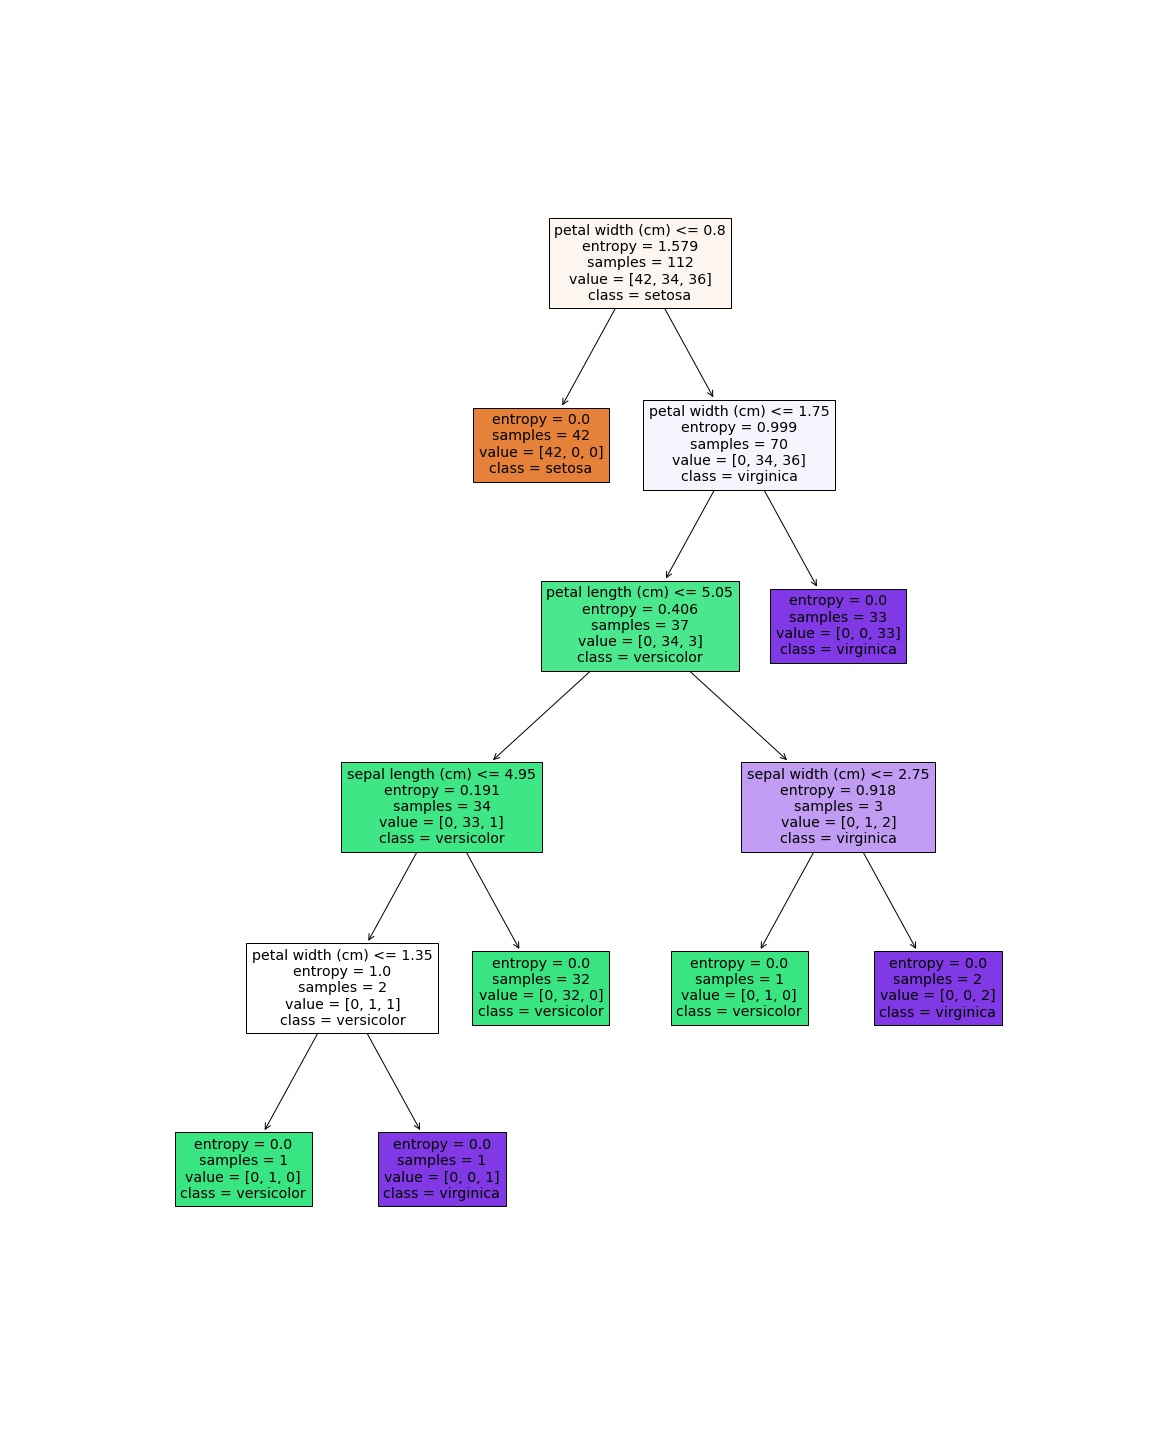 petal width (cm) <= 0.8
entropy = 1.579
samples = 112
value = [42, 34, 36]
class = setosa
entropy = 0.0
samples = 42
value = [42, 0, 0]
class = setosa
petal width (cm) <= 1.75
entropy = 0.999
samples = 70
value = [0, 34, 36]
class = virginica
petal length (cm) <= 5.05
entropy = 0.406
samples = 37
value = [0, 34, 3]
class = versicolor
entropy = 0.0
samples = 33
value = [0, 0, 33]
class = virginica
sepal length (cm) <= 4.95
entropy = 0.191
samples = 34
value = [0, 33, 1]
class = versicolor
sepal width (cm) <= 2.75
entropy = 0.918
samples = 3
value = [0, 1, 2]
class = virginica
petal width (cm) <= 1.35
entropy = 1.0
samples = 2
value = [0, 1, 1]
class = versicolor
entropy = 0.0
samples = 32
value = [0, 32, 0]
class = versicolor
entropy = 0.0
samples = 1
value = [0, 1, 0]
class = versicolor
entropy = 0.0
samples = 2
value = [0, 0, 2]
class = virginica
entropy = 0.0
samples = 1
value = [0, 1, 0]
class = versicolor
entropy = 0.0
samples = 1
value = [0, 0, 1]
class = virginica